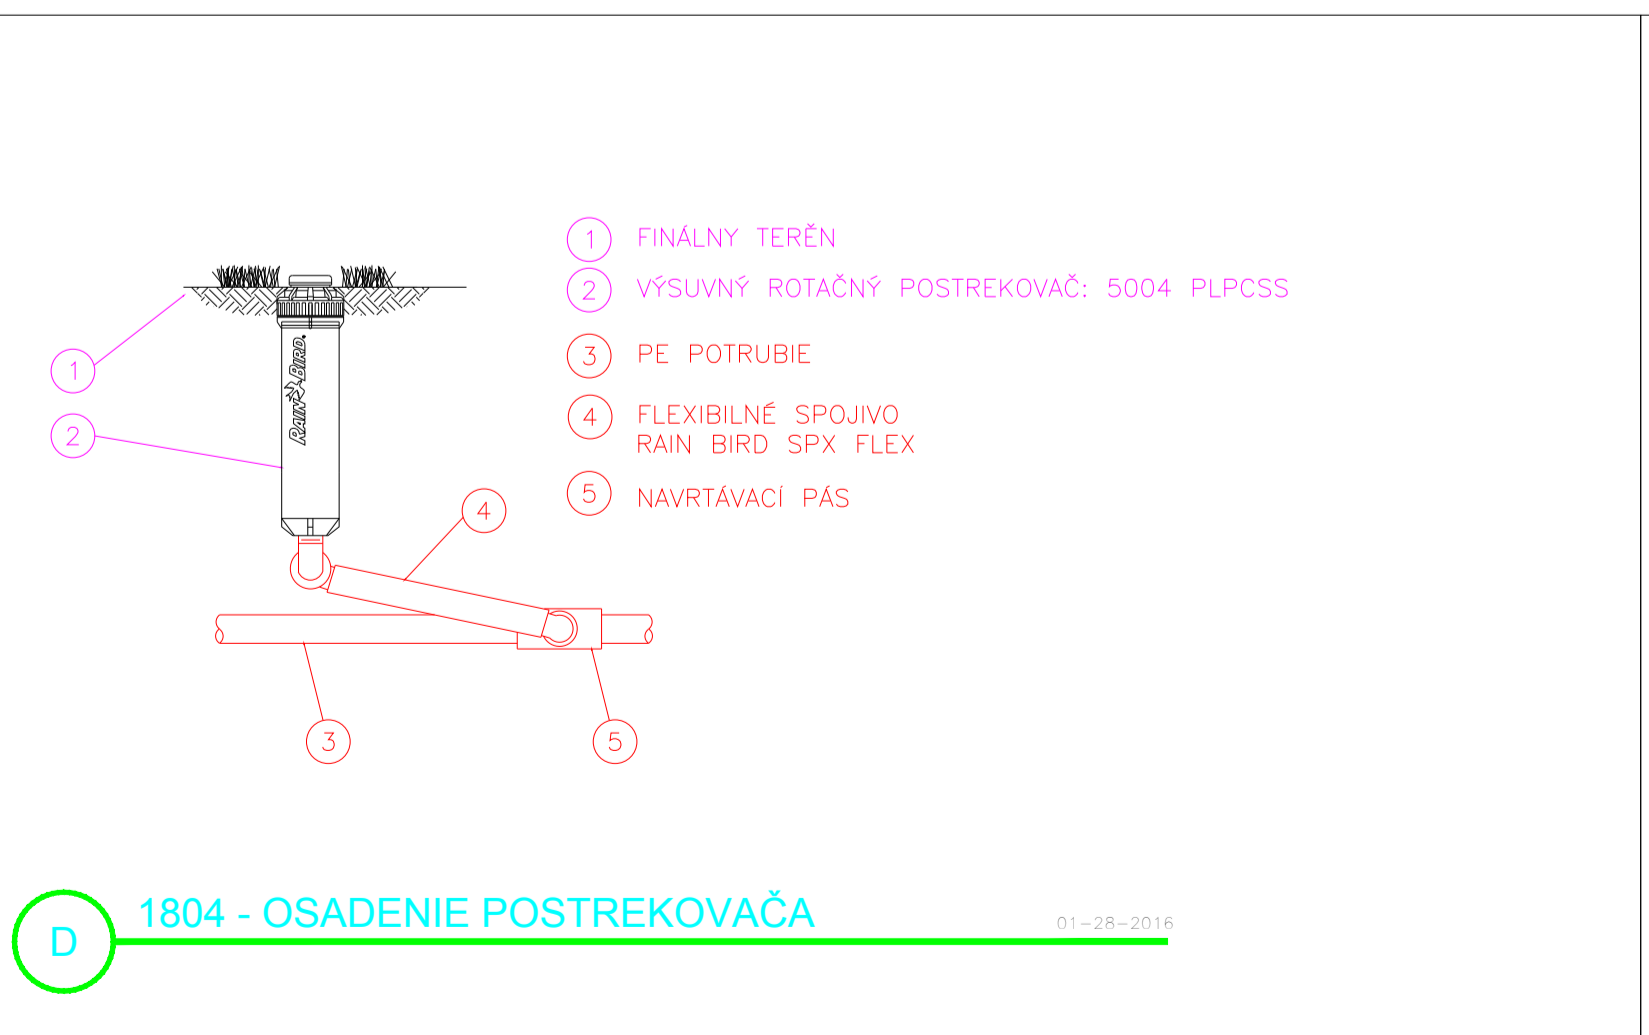 1 FINÁLNY TERĚN
2 VÝSUVNÝ ROTAČNÝ POSTREKOVAČ: 5004 PLPCSS
3 PE POTRUBIE
4 FLEXIBILNÉ SPOJIVO
RAIN BIRD SPX FLEX
5 NAVRTÁVACÍ PÁS
1
2
RAIN BIRD.
4
3
5
D 1804 - OSADENIE POSTREKOVAČA
01-28-2016